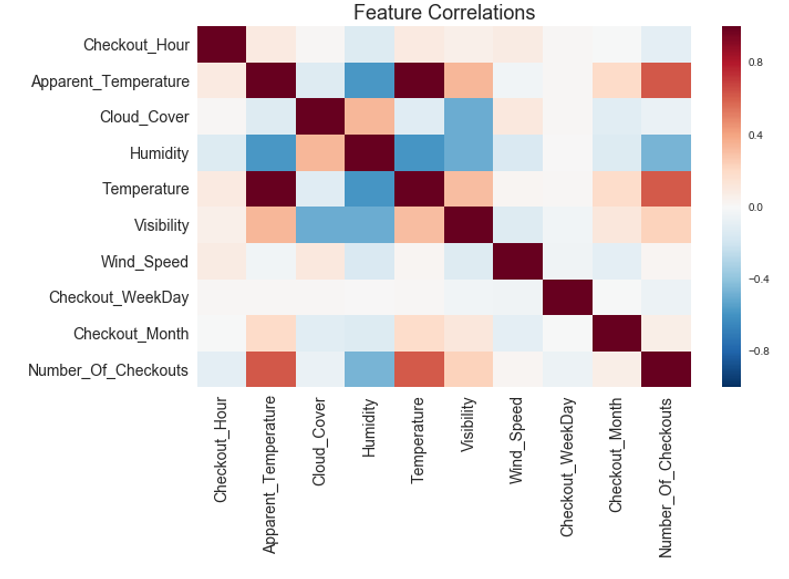 Feature Correlations
Checkout_Hour
Apparent_Temperature
Cloud_Cover
Humidity
Temperature
Visibility
Wind_Speed
Checkout_WeekDay
Checkout_Month
Number_Of_Checkouts
0.8
0.4
0.0
−0.4
−0.8
Checkout_Hour
Apparent_Temperature
Cloud_Cover
Humidity
Temperature
Visibility
Wind_Speed
Checkout_WeekDay
Checkout_Month
Number_Of_Checkouts